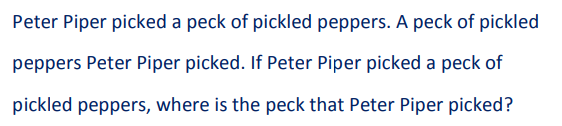 Peter Piper picked a peck of pickled peppers. A peck of pickled
peppers Peter Piper picked. If Peter Piper picked a peck of
pickled peppers, where is the peck that Peter Piper picked?